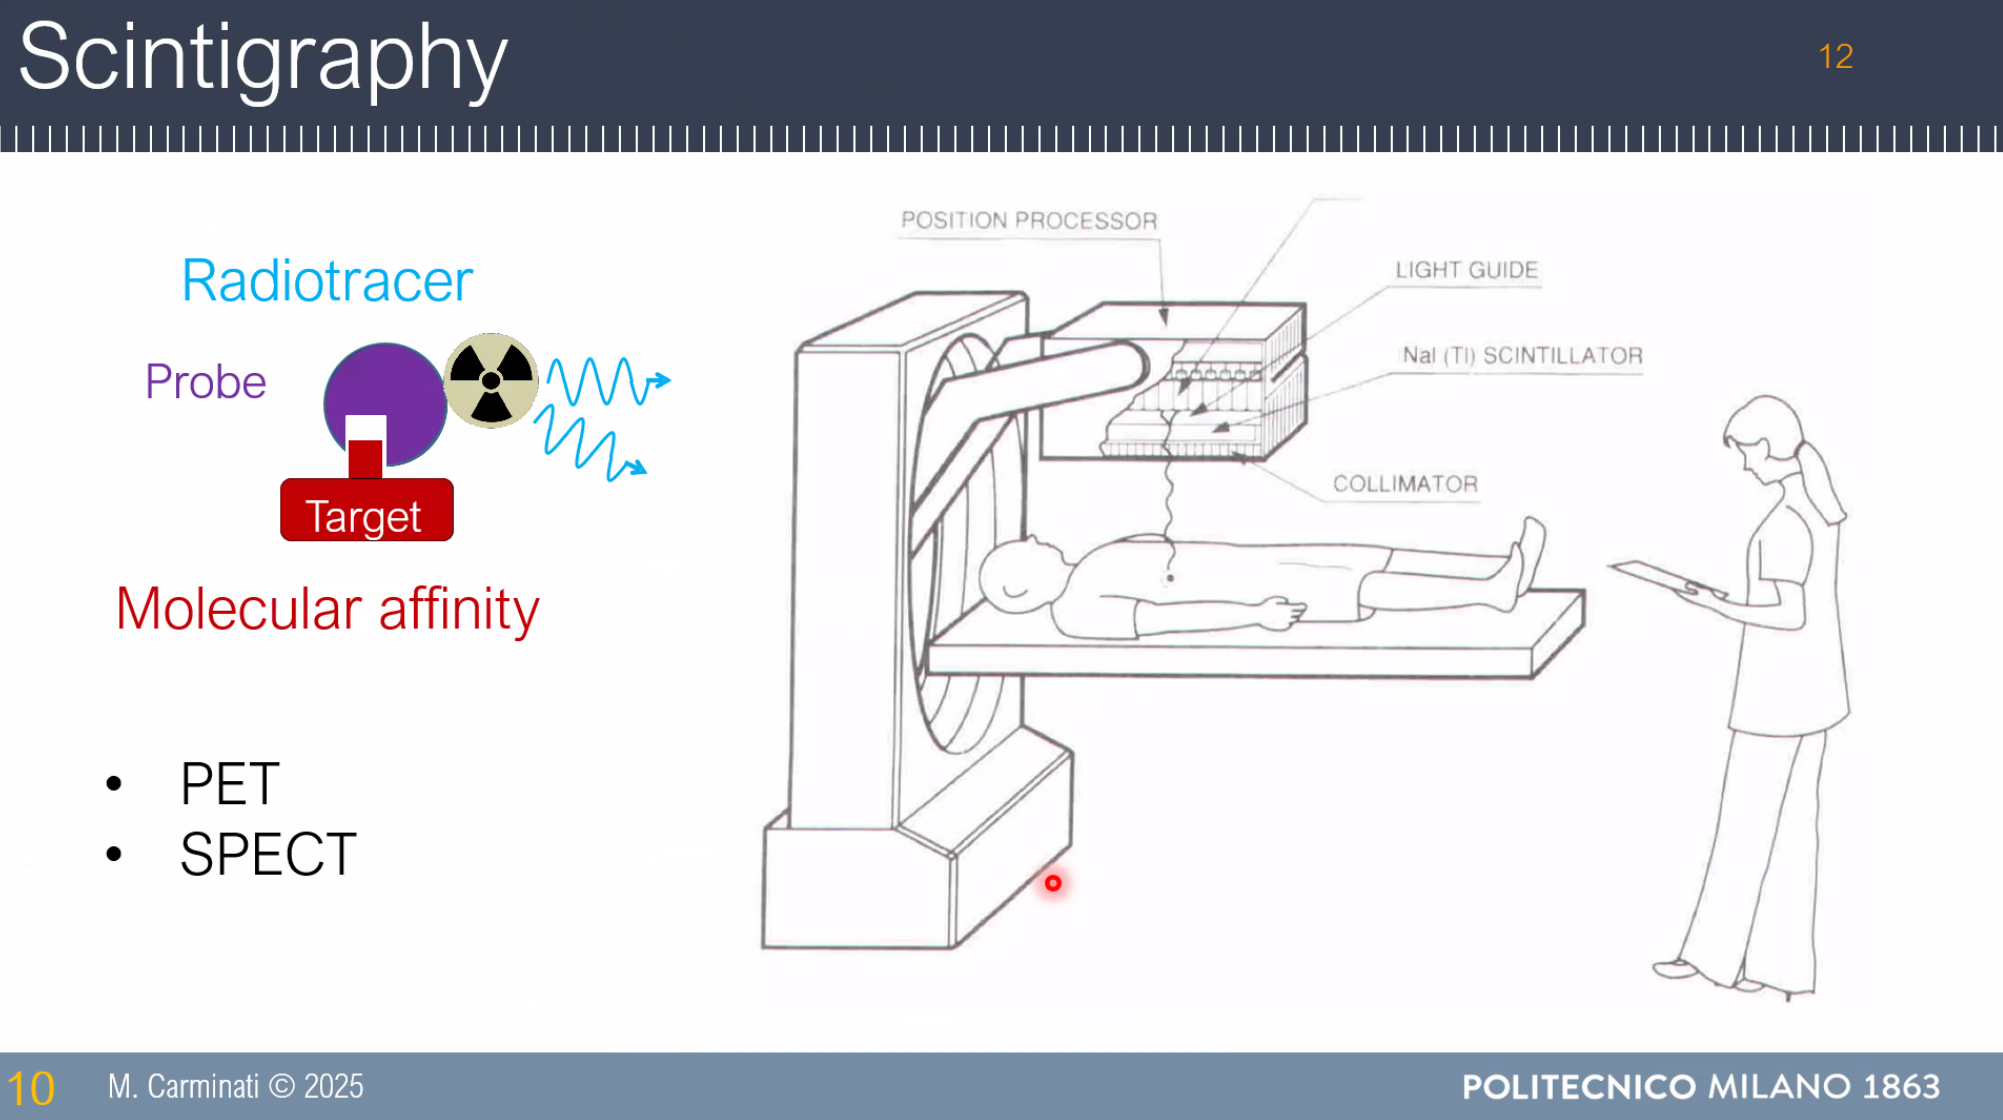 Scintigraphy
12
Radiotracer
Probe
Target
Molecular affinity
• PET
• SPECT
POSITION PROCESSOR
LIGHT GUIDE
NaI (Tl) SCINTILLATOR
COLLIMATOR
10
M. Carminati © 2025
POLITECNICO MILANO 1863